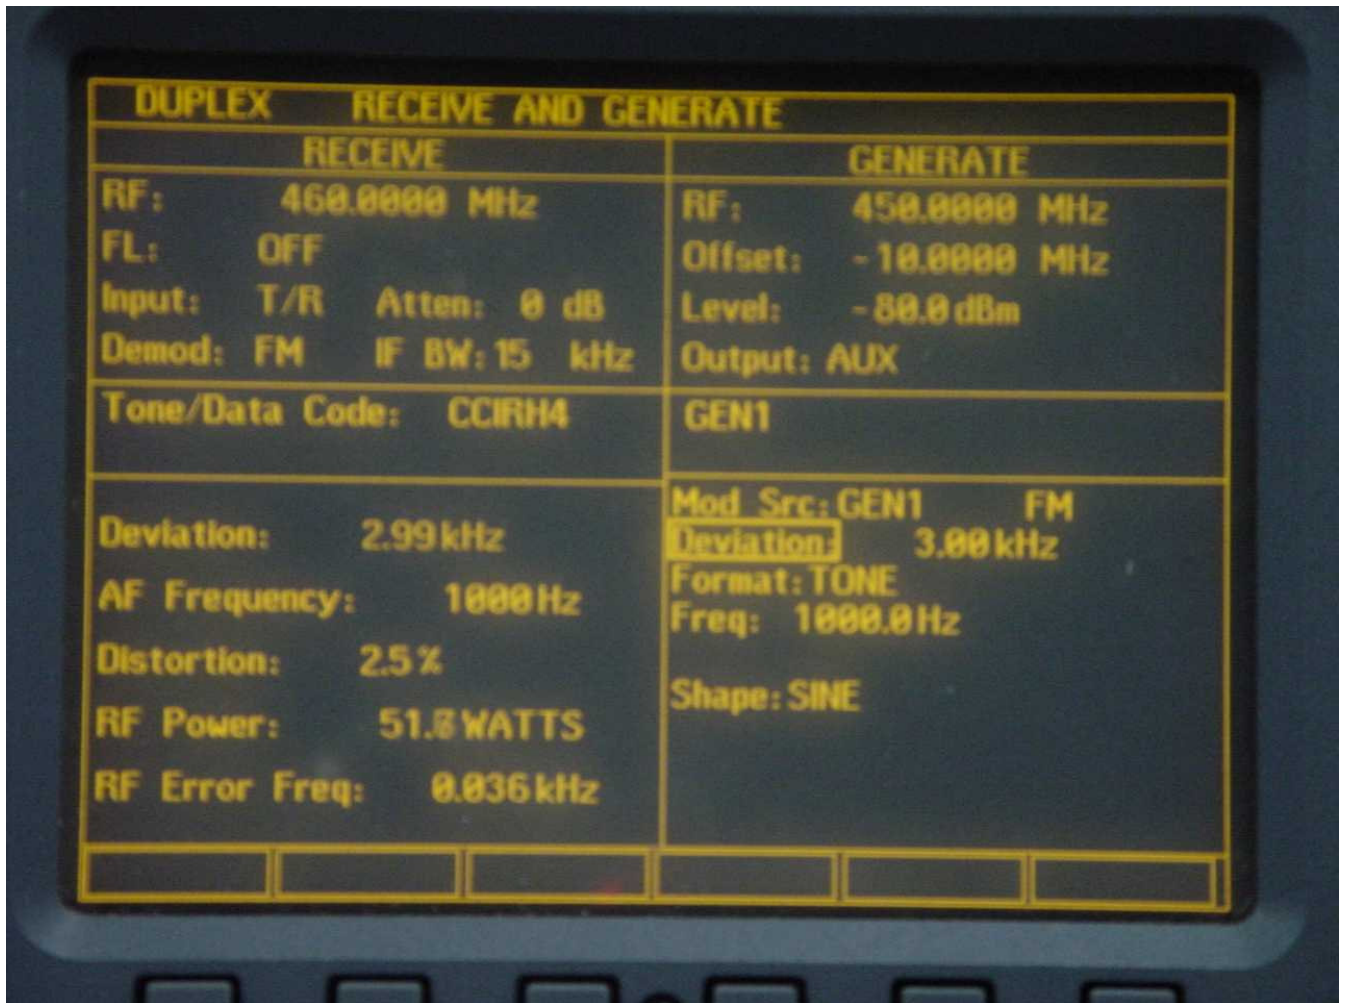 DUPLEX RECEIVE AND GENERATE
RECEIVE
RF: 460.0000 MHz
FL: OFF
Input: T/R Atten: 0 dB
Demod: FM IF BW: 15 kHz
Tone/Data Code: CCIRH4
Deviation: 2.99 kHz
AF Frequency: 1000 Hz
Distortion: 2.5 %
RF Power: WATTS
RF Error Freq: 0.036 kHz
GENERATE
RF: 450.0000 MHz
Offset: -10.0000 MHz
Level: -80.0 dBm
Output: AUX
GEN1
Mod Src: GEN1 FM
Deviation: 3.00 kHz
Format: TONE
Freq: 1000.0 Hz
Shape: SINE